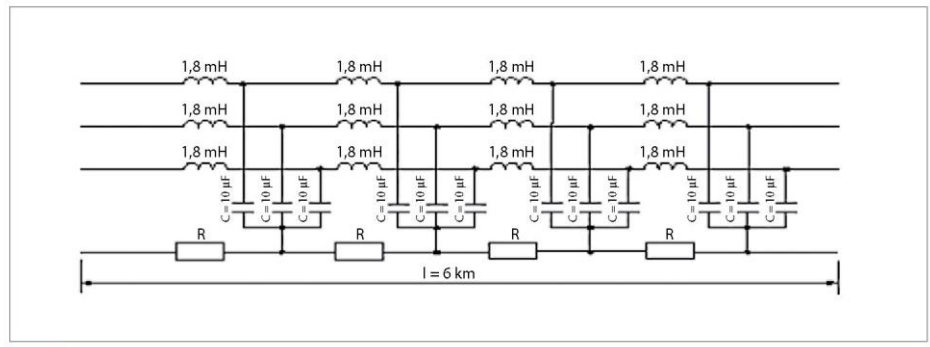 1,8 mH 1,8 mH 1,8 mH 1,8 mH
1,8 mH 1,8 mH 1,8 mH 1,8 mH
1,8 mH 1,8 mH 1,8 mH 1,8 mH
C = 10 µF C = 10 µF C = 10 µF C = 10 µF C = 10 µF C = 10 µF C = 10 µF C = 10 µF C = 10 µF C = 10 µF C = 10 µF C = 10 µF
R R R R
l = 6 km